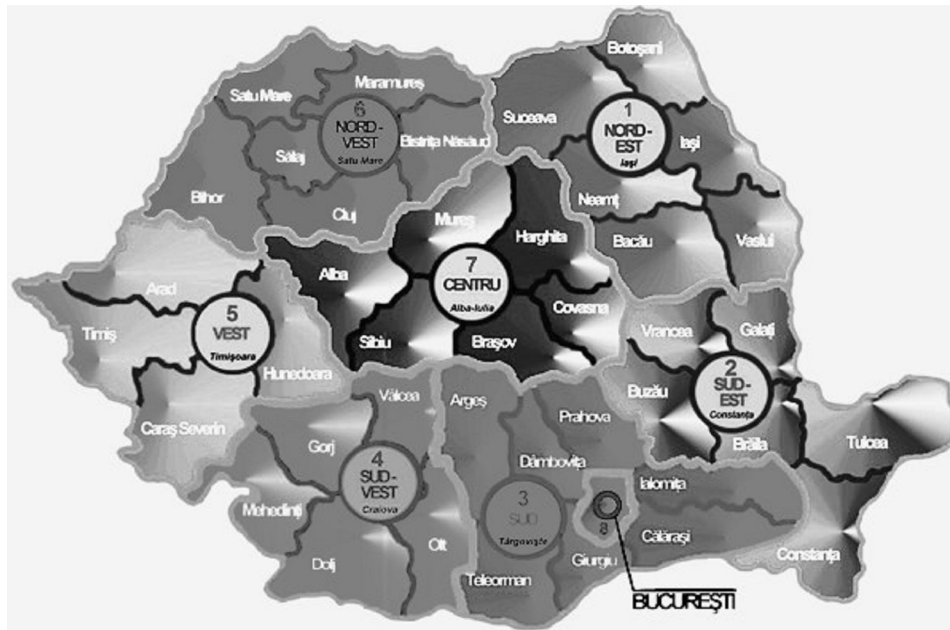 Botoşani
Satu Mare
Maramureş
Suceava
6
NORD-
VEST
Satu Mare
1
NORD-
EST
Iaşi
Iaşi
Bistriţa Năsăud
Sălaj
Bihor
Cluj
Neamţ
Mureş
Harghita
Bacău
Vaslui
Alba
7
CENTRU
Alba-Iulia
Arad
Covasna
Timiş
5
VEST
Timişoara
Sibiu
Braşov
Vrancea
Galaţi
Hunedoara
2
SUD-
EST
Constanţa
Buzău
Vâlcea
Argeş
Prahova
Caraş Severin
Gorj
Brăila
Tulcea
4
SUD-
VEST
Craiova
Dâmboviţa
Ialomiţa
Mehedinţi
3
SUD
Târgovişte
8
Călăraşi
Olt
Dolj
Giurgiu
Constanţa
Teleorman
BUCUREŞTI